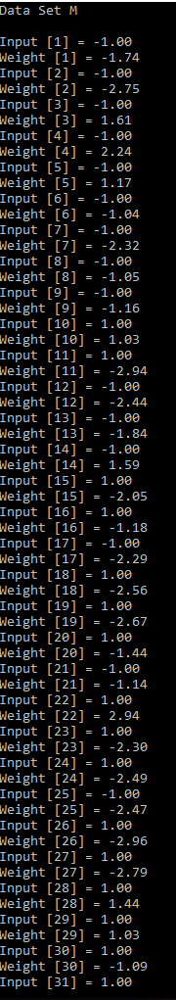 Data Set M
Input [1] = -1.00
Weight [1] = -1.74
Input [2] = -1.00
Weight [2] = -2.75
Input [3] = -1.00
Weight [3] = 1.61
Input [4] = -1.00
Weight [4] = 2.24
Input [5] = -1.00
Weight [5] = 1.17
Input [6] = -1.00
Weight [6] = -1.04
Input [7] = -1.00
Weight [7] = -2.32
Input [8] = -1.00
Weight [8] = -1.05
Input [9] = -1.00
Weight [9] = -1.16
Input [10] = 1.00
Weight [10] = 1.03
Input [11] = 1.00
Weight [11] = -2.94
Input [12] = -1.00
Weight [12] = -2.44
Input [13] = -1.00
Weight [13] = -1.84
Input [14] = -1.00
Weight [14] = 1.59
Input [15] = 1.00
Weight [15] = -2.05
Input [16] = 1.00
Weight [16] = -1.18
Input [17] = -1.00
Weight [17] = -2.29
Input [18] = 1.00
Weight [18] = -2.56
Input [19] = 1.00
Weight [19] = -2.67
Input [20] = 1.00
Weight [20] = -1.44
Input [21] = -1.00
Weight [21] = -1.14
Input [22] = 1.00
Weight [22] = 2.94
Input [23] = 1.00
Weight [23] = -2.30
Input [24] = 1.00
Weight [24] = -2.49
Input [25] = -1.00
Weight [25] = -2.47
Input [26] = 1.00
Weight [26] = -2.96
Input [27] = 1.00
Weight [27] = -2.79
Input [28] = 1.00
Weight [28] = 1.44
Input [29] = 1.00
Weight [29] = 1.03
Input [30] = 1.00
Weight [30] = -1.09
Input [31] = 1.00